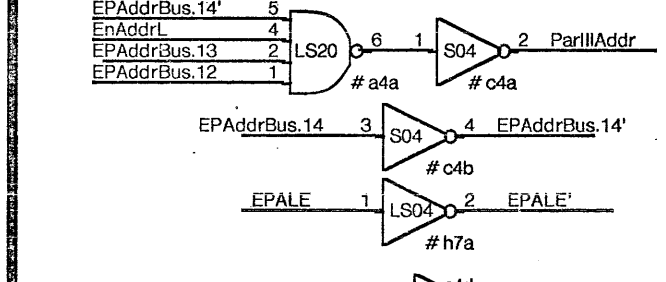 EPAddrBus.14' 5
EnAddrL 4
EPAddrBus.13 2 LS20 6 1 S04 2 ParIllAddr
EPAddrBus.12 1
#a4a #c4a
EPAddrBus.14 3 S04 4 EPAddrBus.14'
#c4b
EPALE 1 LS04 2 EPALE'
#h7a